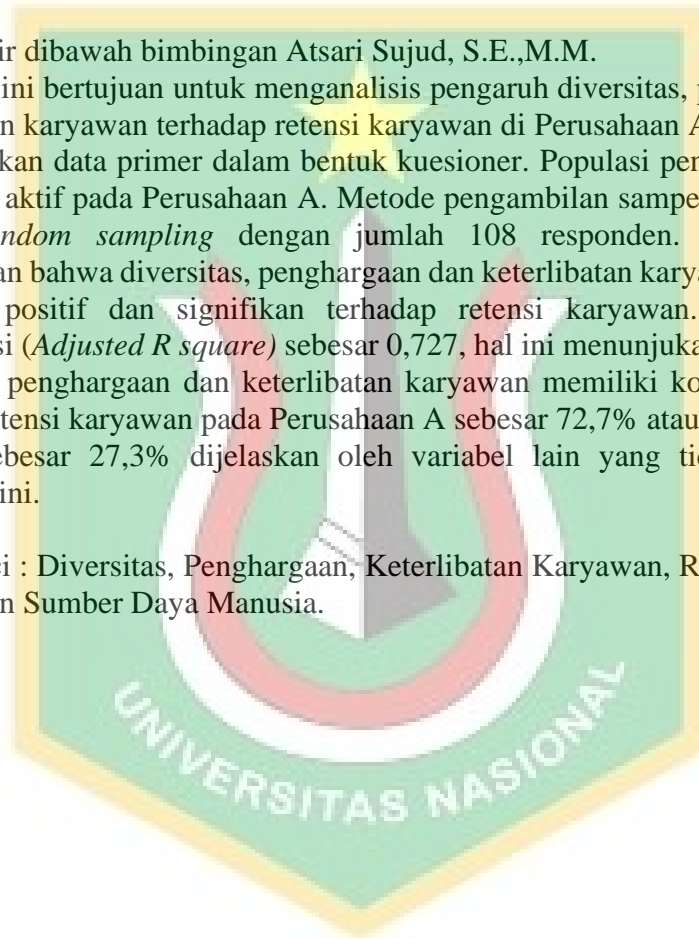 ir dibawah bimbingan Atsari Sujud, S.E.,M.M.
ini bertujuan untuk menganalisis pengaruh diversitas,
n karyawan terhadap retensi karyawan di Perusahaan A
kan data primer dalam bentuk kuesioner. Populasi pen
aktif pada Perusahaan A. Metode pengambilan sampe
ndom sampling dengan jumlah 108 responden.
an bahwa diversitas, penghargaan dan keterlibatan karya
positif dan signifikan terhadap retensi karyawan.
si (Adjusted R square) sebesar 0,727, hal ini menunjuka
penghargaan dan keterlibatan karyawan memiliki ko
etensi karyawan pada Perusahaan A sebesar 72,7% atau
ebesar 27,3% dijelaskan oleh variabel lain yang tid
ini.
ci : Diversitas, Penghargaan, Keterlibatan Karyawan, R
n Sumber Daya Manusia.
UNIVERSITAS NASIONAL